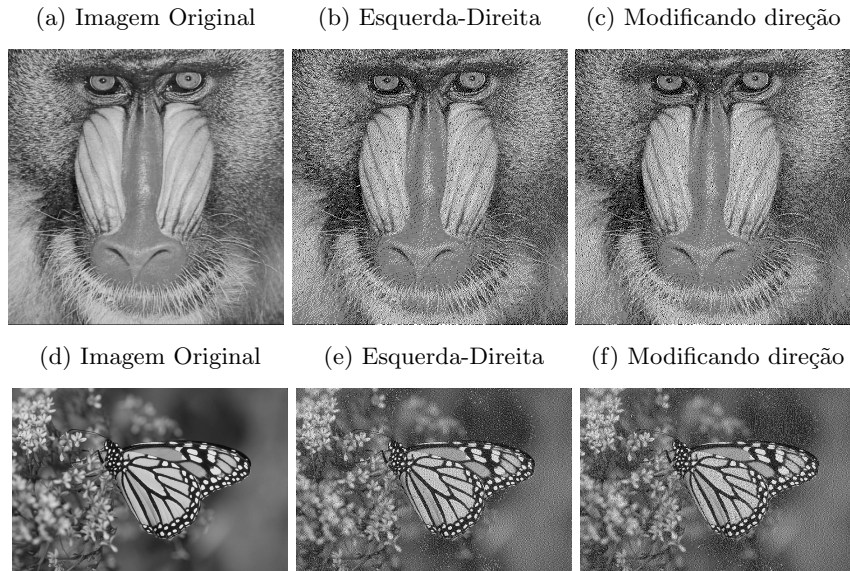 (a) Imagem Original
(b) Esquerda-Direita
(c) Modificando direção
(d) Imagem Original
(e) Esquerda-Direita
(f) Modificando direção